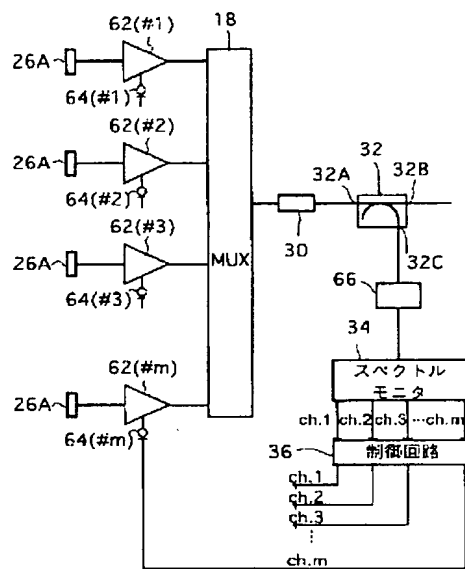 62(#1)
18
26A
64(#1)
62(#2)
26A
64(#2)
62(#3)
26A
64(#3)
MUX
32
32A
32B
30
32C
66
34
スペクトル
モニタ
62(#m)
26A
64(#m)
ch.1
ch.2
ch.3
…ch.m
36
制御回路
ch.1
ch.2
ch.3
⋮
ch.m